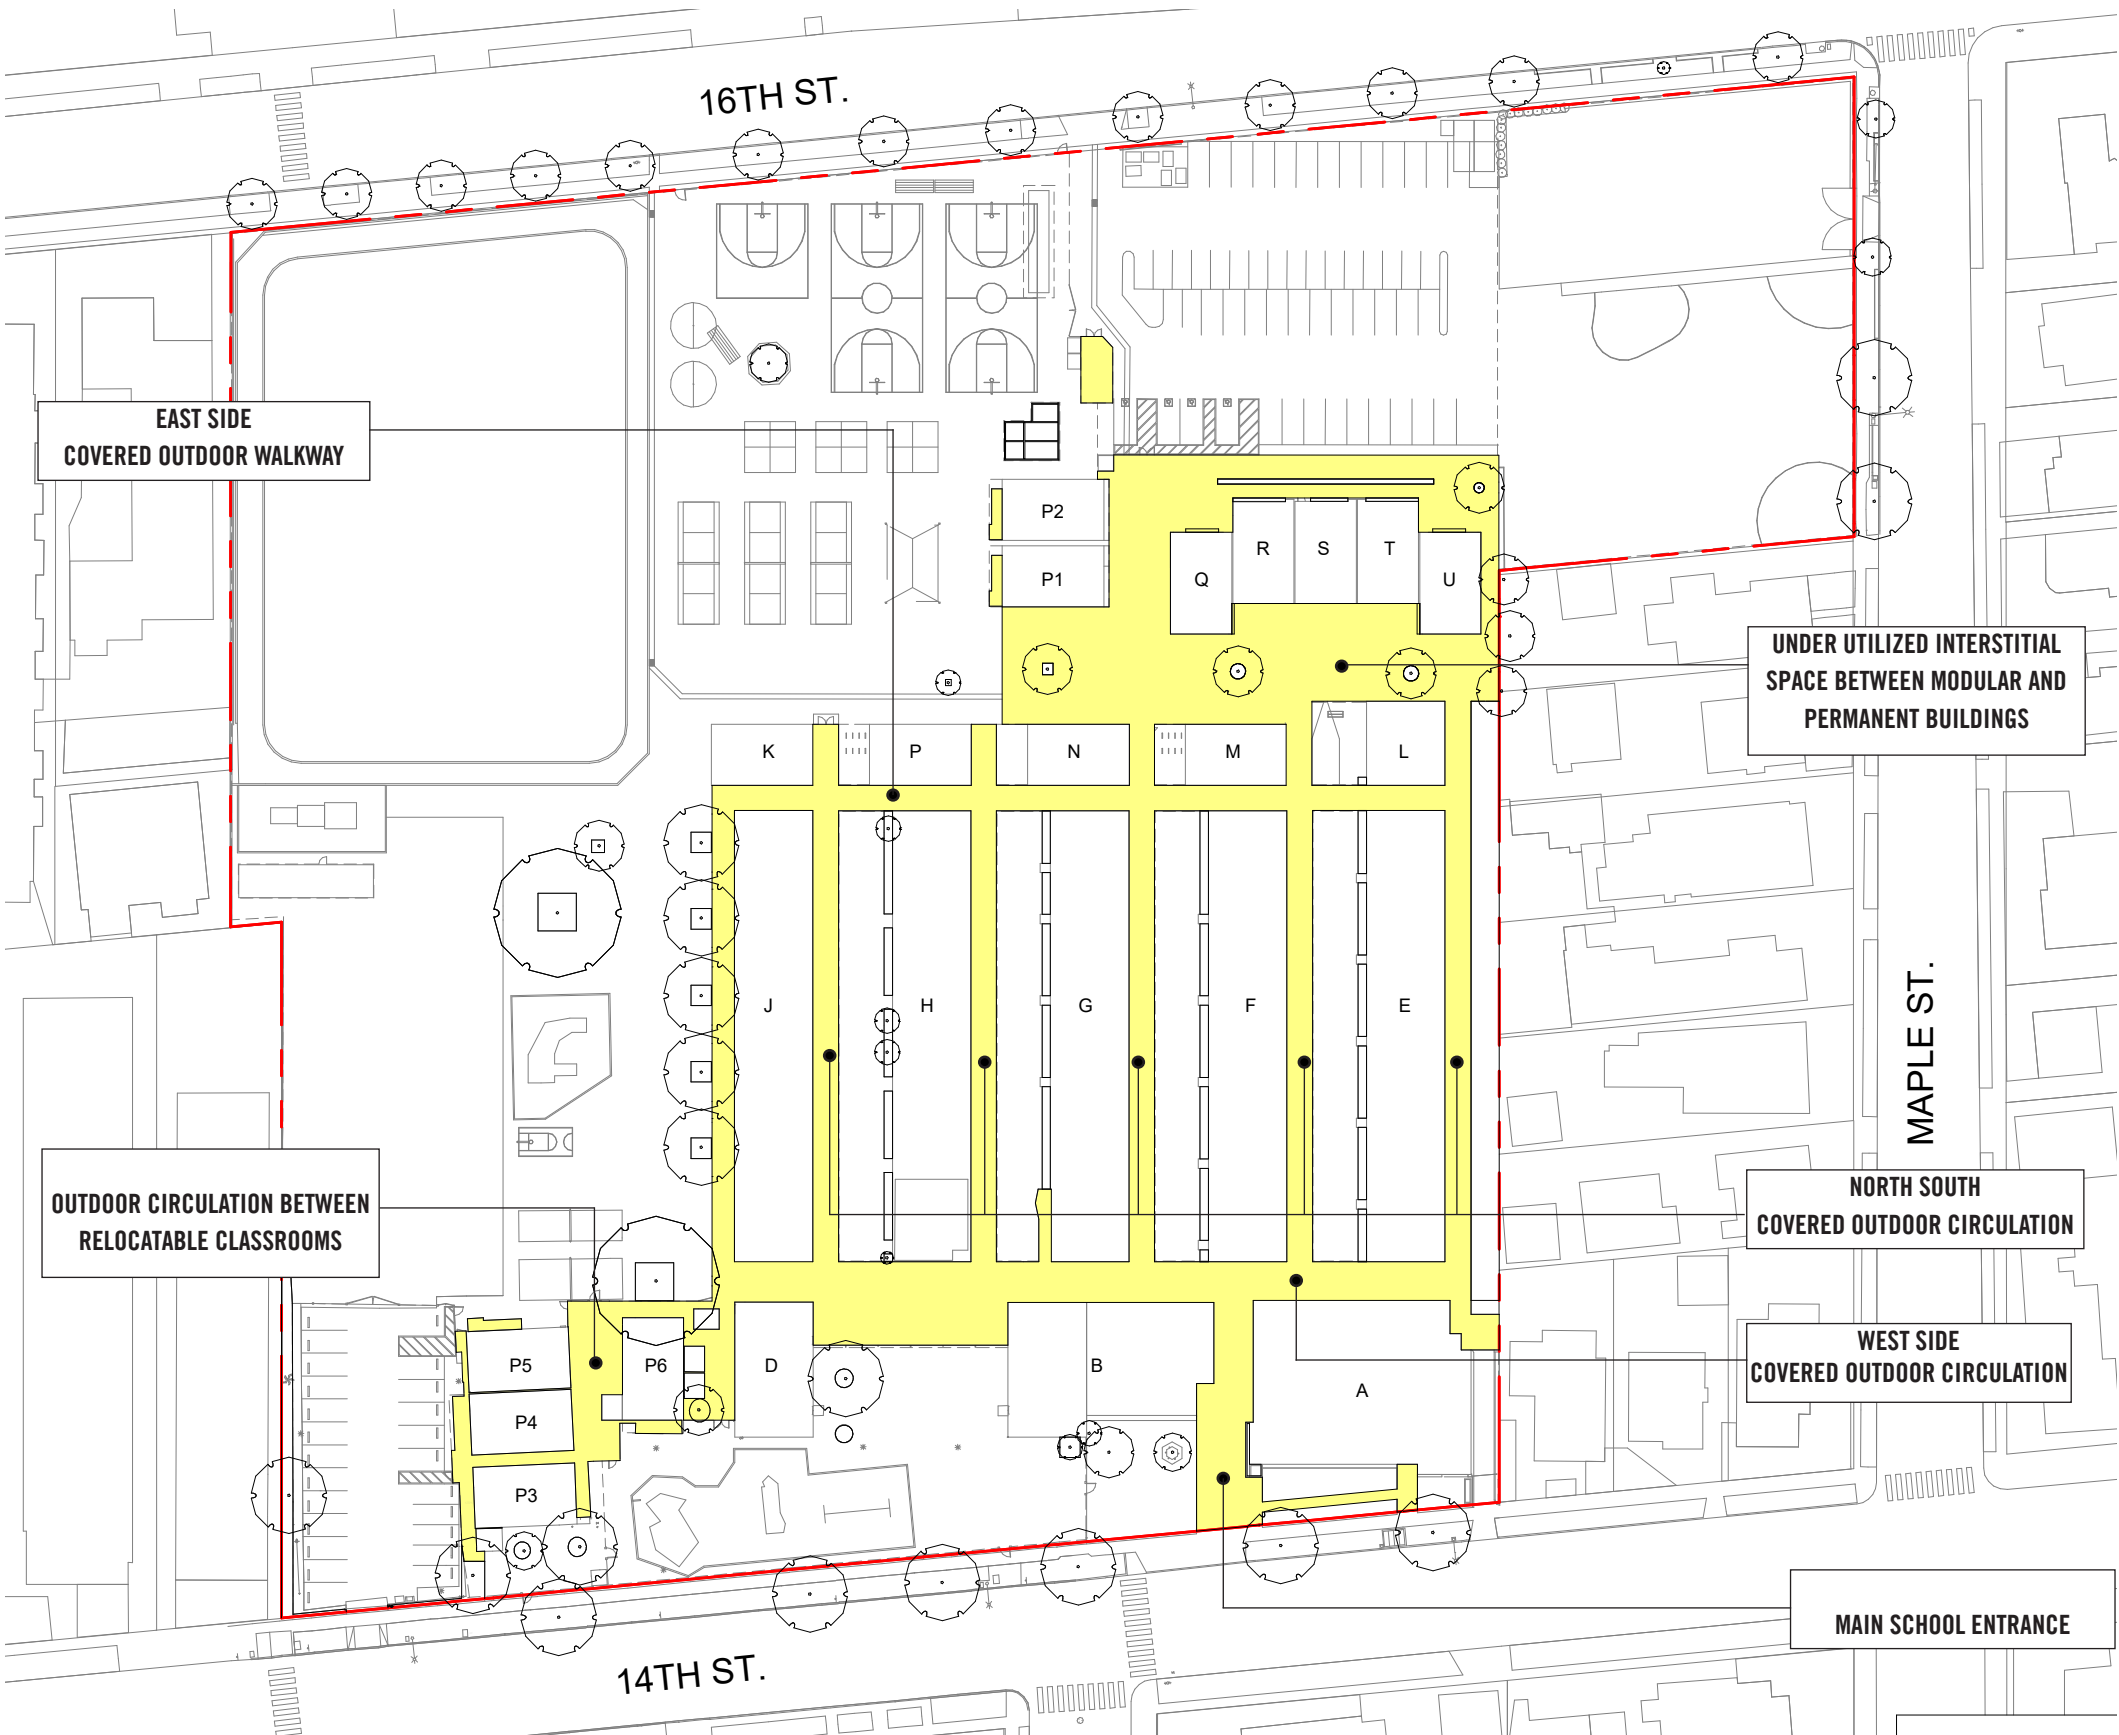 16TH ST.
EAST SIDE
COVERED OUTDOOR WALKWAY
P2
P1
R
S
T
Q
U
UNDER UTILIZED INTERSTITIAL
SPACE BETWEEN MODULAR AND
PERMANENT BUILDINGS
K
P
N
M
L
J
H
G
F
E
MAPLE ST.
OUTDOOR CIRCULATION BETWEEN
RELOCATABLE CLASSROOMS
NORTH SOUTH
COVERED OUTDOOR CIRCULATION
WEST SIDE
COVERED OUTDOOR CIRCULATION
P5
P6
D
B
A
P4
P3
MAIN SCHOOL ENTRANCE
14TH ST.